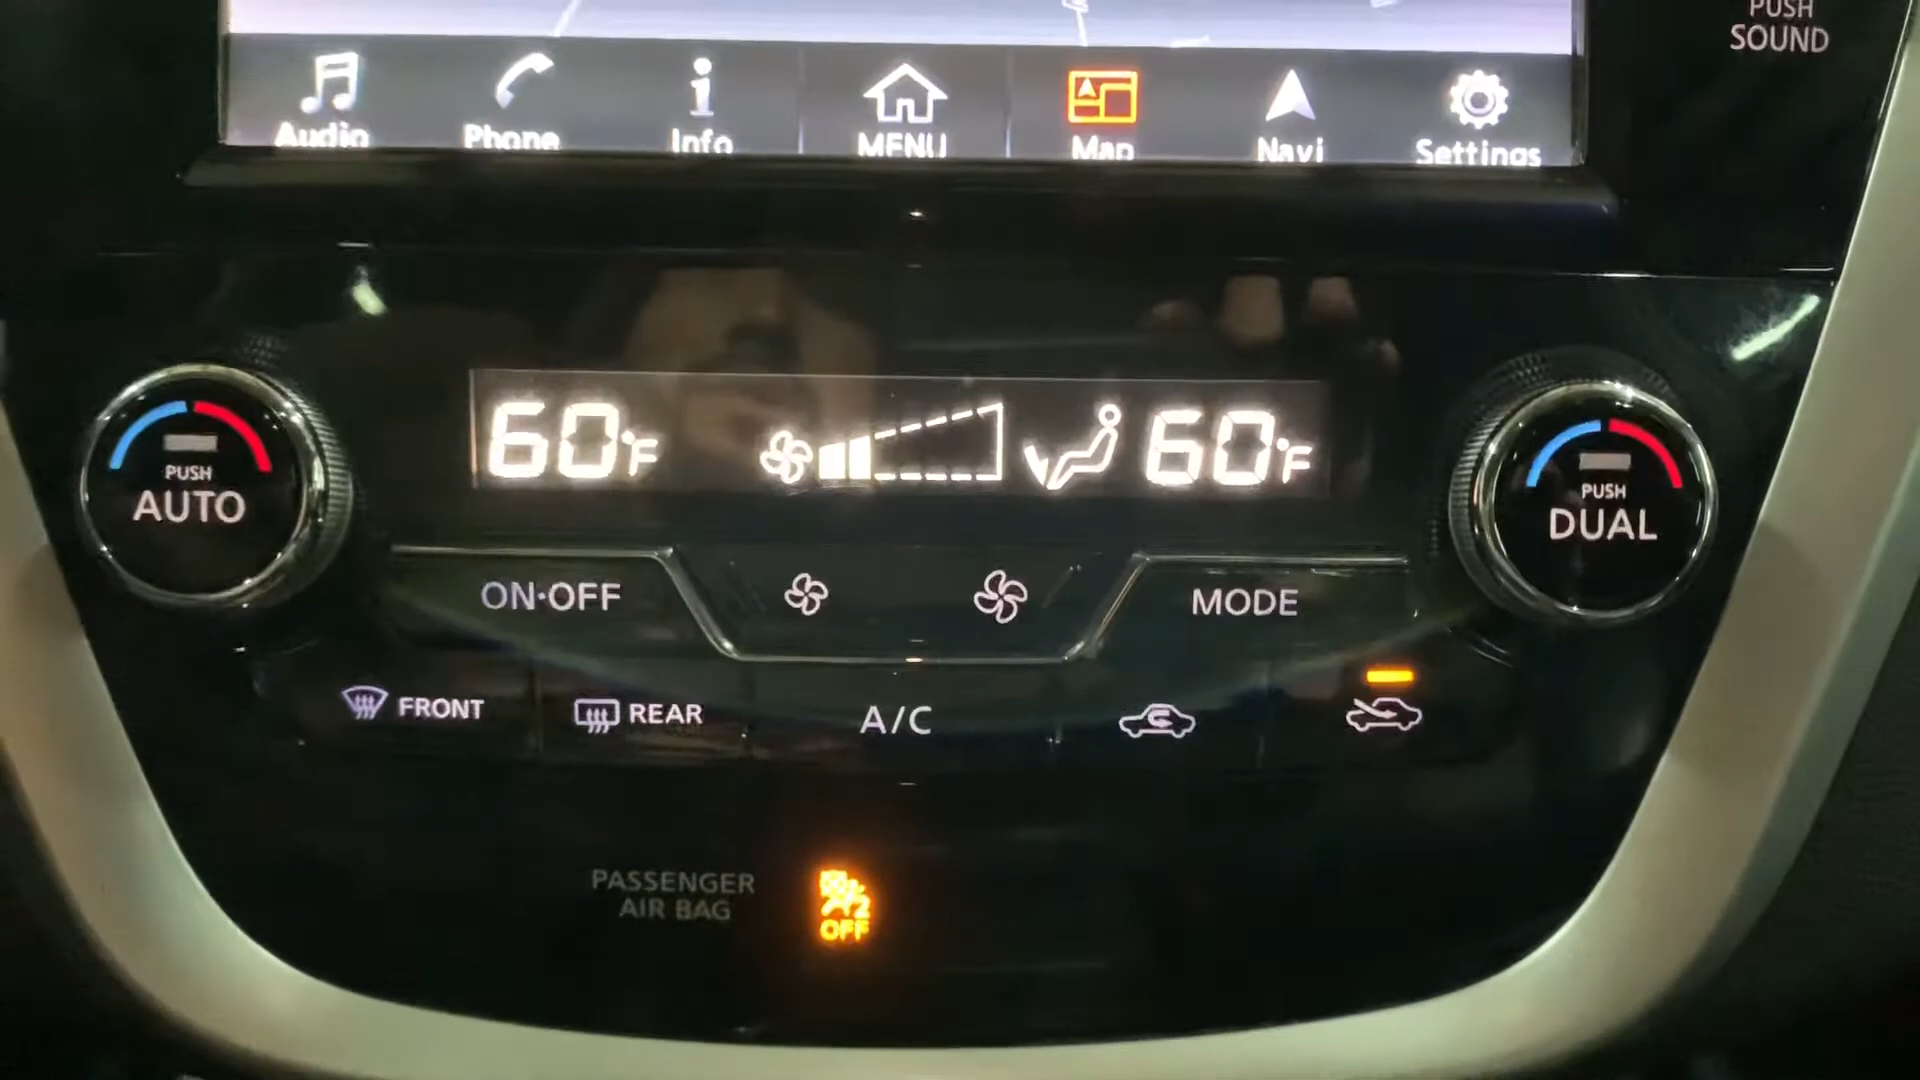 PUSH
SOUND
Audio
Phone
Info
MENU
Map
Navi
Settings
60°F
60°F
PUSH
AUTO
PUSH
DUAL
ON·OFF
MODE
FRONT
REAR
A/C
PASSENGER
AIR BAG
2
OFF